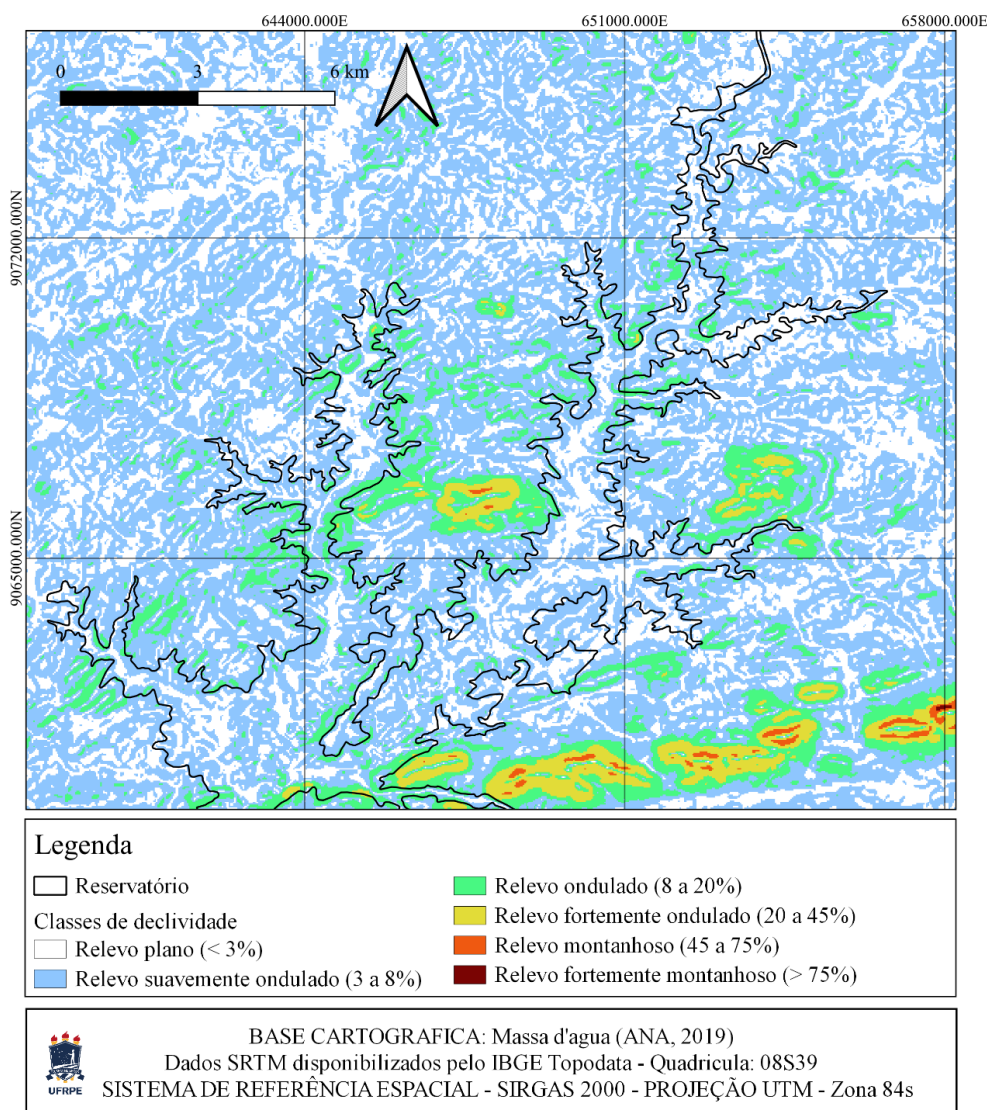 644000.000E 651000.000E 658000.000E
0 3 6 km
9072000.000N
9065000.000N
Legenda
Reservatório
Classes de declividade
Relevo plano (< 3%)
Relevo suavemente ondulado (3 a 8%)
Relevo ondulado (8 a 20%)
Relevo fortemente ondulado (20 a 45%)
Relevo montanhoso (45 a 75%)
Relevo fortemente montanhoso (> 75%)
UFRPE
BASE CARTOGRAFICA: Massa d'agua (ANA, 2019)
Dados SRTM disponibilizados pelo IBGE Topodata - Quadricula: 08S39
SISTEMA DE REFERÊNCIA ESPACIAL - SIRGAS 2000 - PROJEÇÃO UTM - Zona 84s